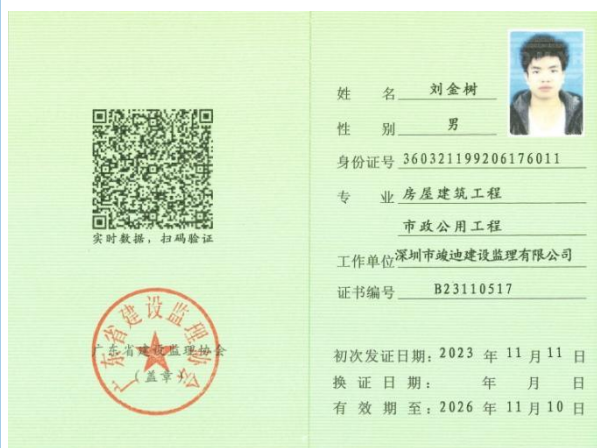 实时数据，扫码验证
广东省建设监理协会
广东省建设监理协会
（盖章）
姓 名 刘金树
性 别 男
身份证号 360321199206176011
专 业 房屋建筑工程
市政公用工程
工作单位 深圳市竣迪建设监理有限公司
证书编号 B23110517
初次发证日期：2023 年 11 月 11 日
换 证 日 期： 年 月 日
有 效 期 至：2026 年 11 月 10 日